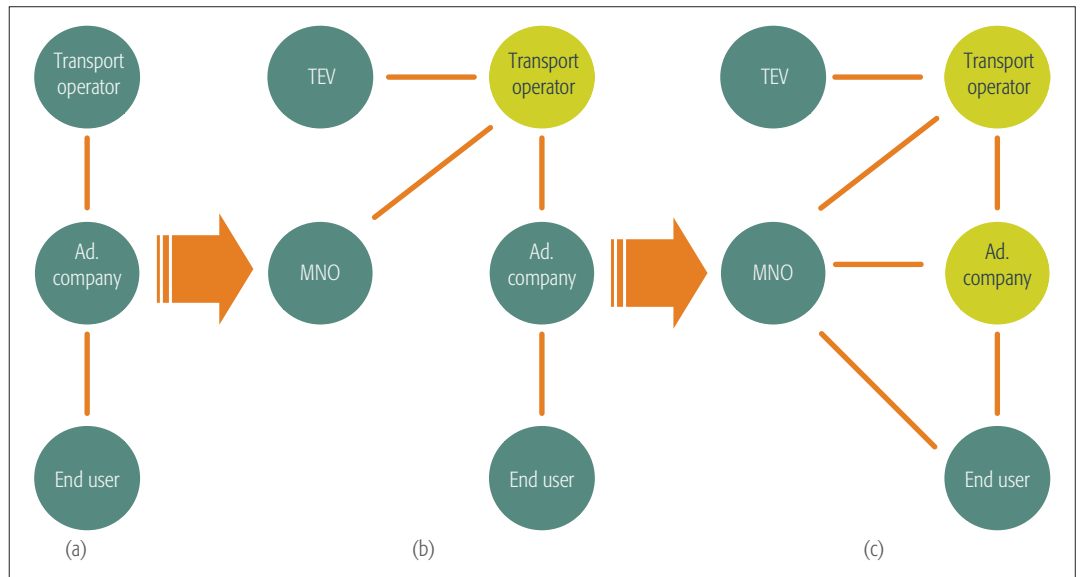 Transport
operator
Ad.
company
End user
(a)
TEV
Transport
operator
MNO
Ad.
company
End user
(b)
TEV
Transport
operator
MNO
Ad.
company
End user
(c)